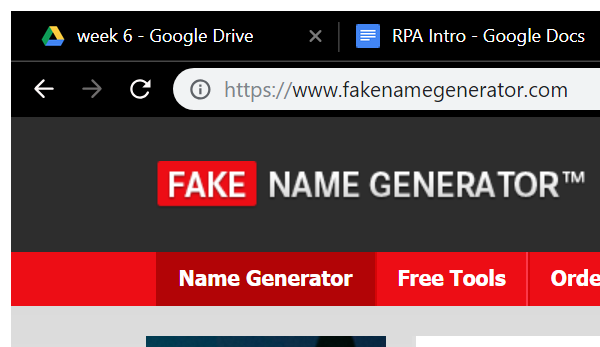 week 6 - Google Drive
RPA Intro - Google Docs
https://www.fakenamegenerator.com
FAKE NAME GENERATOR™
Name Generator
Free Tools
Orde